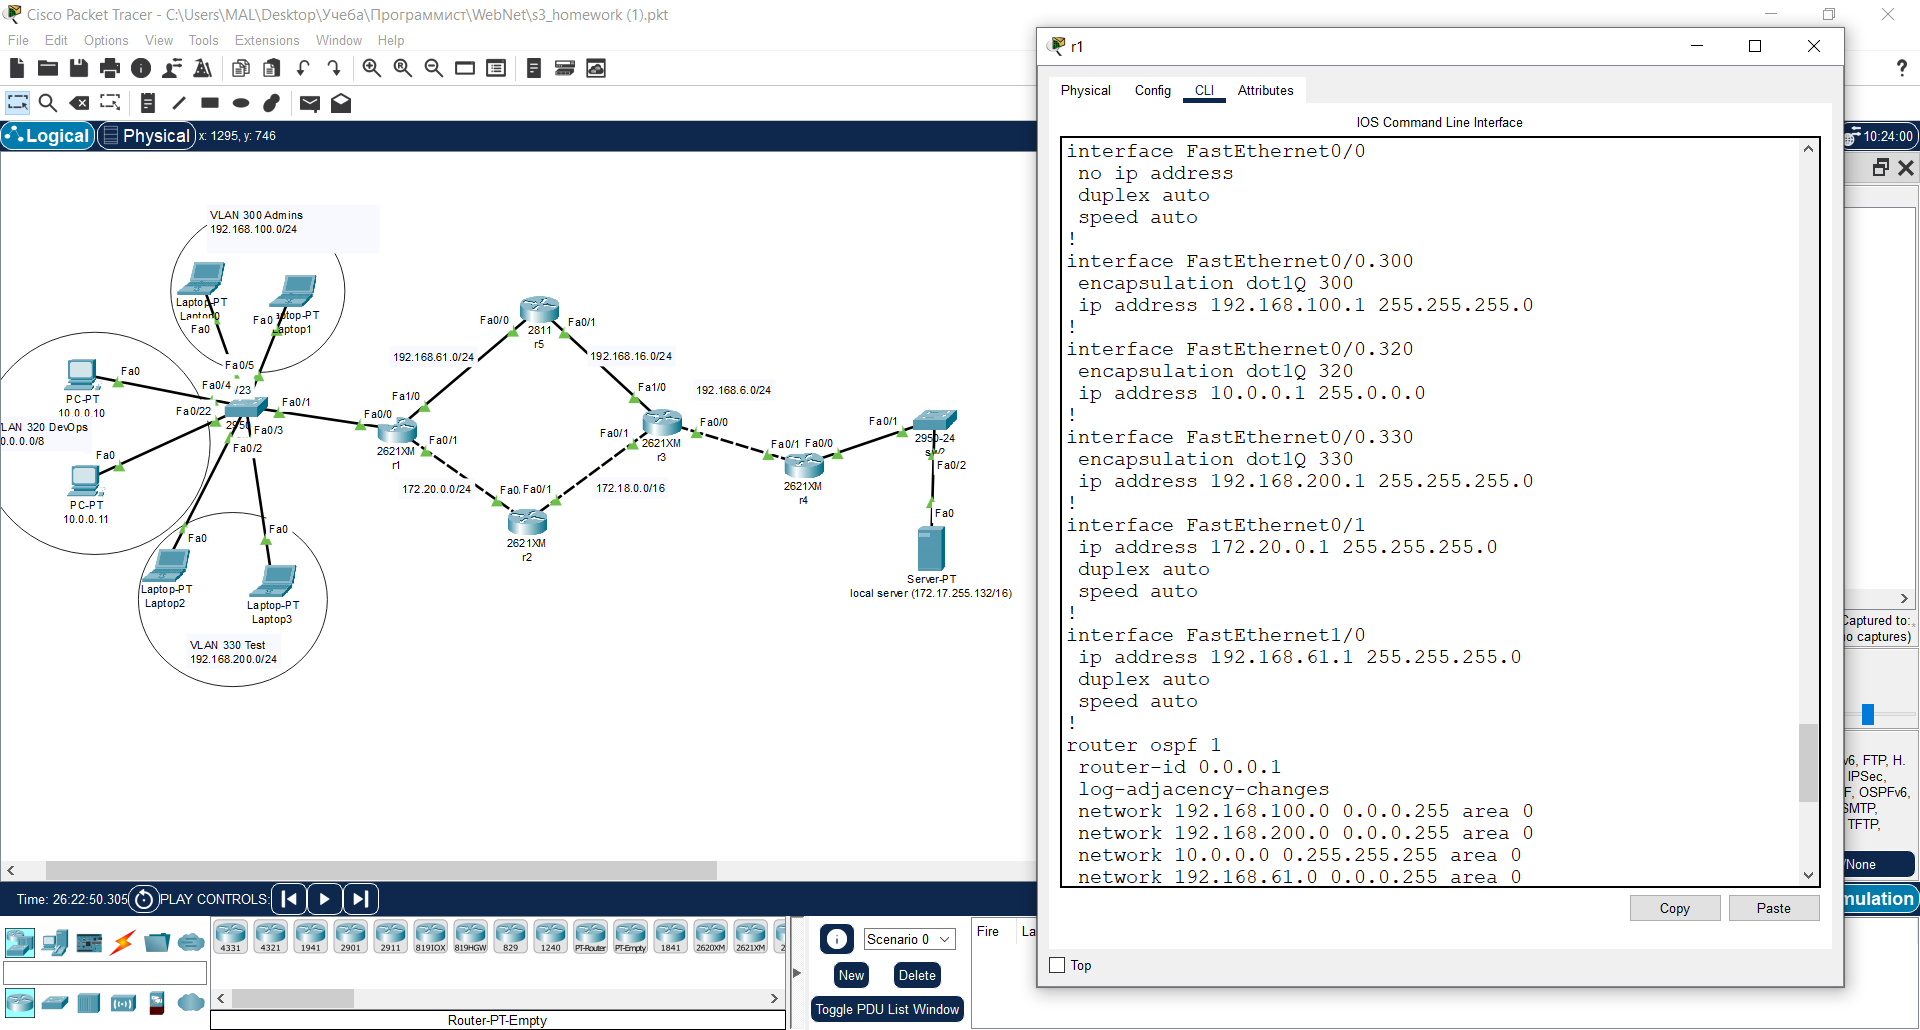 Cisco Packet Tracer - C:\Users\MAL\Desktop\Учеба\Программист\WebNet\s3_homework (1).pkt
File Edit Options View Tools Extensions Window Help
Logical Physical x: 1295, y: 746
10:24:00
VLAN 300 Admins
192.168.100.0/24
Laptop-PT
Laptop0
Fa0
Fa0
Laptop1
Fa0/5
Fa0/4
/23
Fa0
PC-PT
10.0.0.10
Fa0/22
LAN 320 DevOps
0.0.0.0/8
Fa0/1
Fa0/3
Fa0/2
Fa0
PC-PT
10.0.0.11
Fa0
Laptop-PT
Laptop2
Fa0
Laptop-PT
Laptop3
VLAN 330 Test
192.168.200.0/24
Fa0/0
2621XM
r1
Fa1/0
Fa0/1
192.168.61.0/24
172.20.0.0/24
Fa0/0
2811
r5
Fa0/1
192.168.16.0/24
Fa0/1
2621XM
r2
172.18.0.0/16
Fa1/0
Fa0/1
Fa0/0
2621XM
r3
192.168.6.0/24
Fa0/1 Fa0/0
2621XM
r4
Fa0/1
2950-24
Fa0/2
Fa0
Server-PT
local server (172.17.255.132/16)
r1
Physical Config CLI Attributes
IOS Command Line Interface
interface FastEthernet0/0
no ip address
duplex auto
speed auto
!
interface FastEthernet0/0.300
encapsulation dot1Q 300
ip address 192.168.100.1 255.255.255.0
!
interface FastEthernet0/0.320
encapsulation dot1Q 320
ip address 10.0.0.1 255.0.0.0
!
interface FastEthernet0/0.330
encapsulation dot1Q 330
ip address 192.168.200.1 255.255.255.0
!
interface FastEthernet0/1
ip address 172.20.0.1 255.255.255.0
duplex auto
speed auto
!
interface FastEthernet1/0
ip address 192.168.61.1 255.255.255.0
duplex auto
speed auto
!
router ospf 1
router-id 0.0.0.1
log-adjacency-changes
network 192.168.100.0 0.0.0.255 area 0
network 192.168.200.0 0.0.0.255 area 0
network 10.0.0.0 0.255.255.255 area 0
network 192.168.61.0 0.0.0.255 area 0
Copy Paste
Top
Captured to:
o captures)
v6, FTP, H.
IPSec,
F, OSPFv6,
SMTP,
TFTP,
/None
mulation
Time: 26:22:50.305 PLAY CONTROLS:
4331 4321 1941 2901 2911 819IOX 819HGW 829 1240 PT-Router PT-Empty 1841 2620XM 2621XM
Router-PT-Empty
Scenario 0
New Delete
Toggle PDU List Window
Fire La